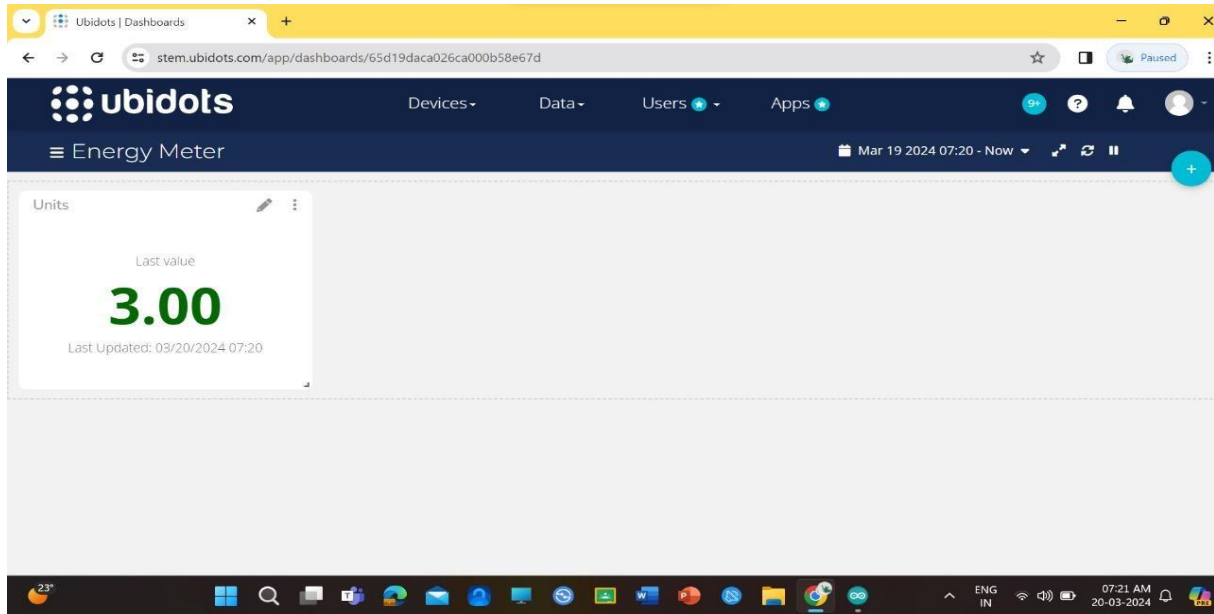 Ubidots | Dashboards
stem.ubidots.com/app/dashboards/65d19daca026ca000b58e67d
Paused
ubidots
Devices
Data
Users
Apps
9+
?
Energy Meter
Mar 19 2024 07:20 - Now
Units
Last value
3.00
Last Updated: 03/20/2024 07:20
23°
ENG
IN
07:21 AM
20-03-2024
PRE